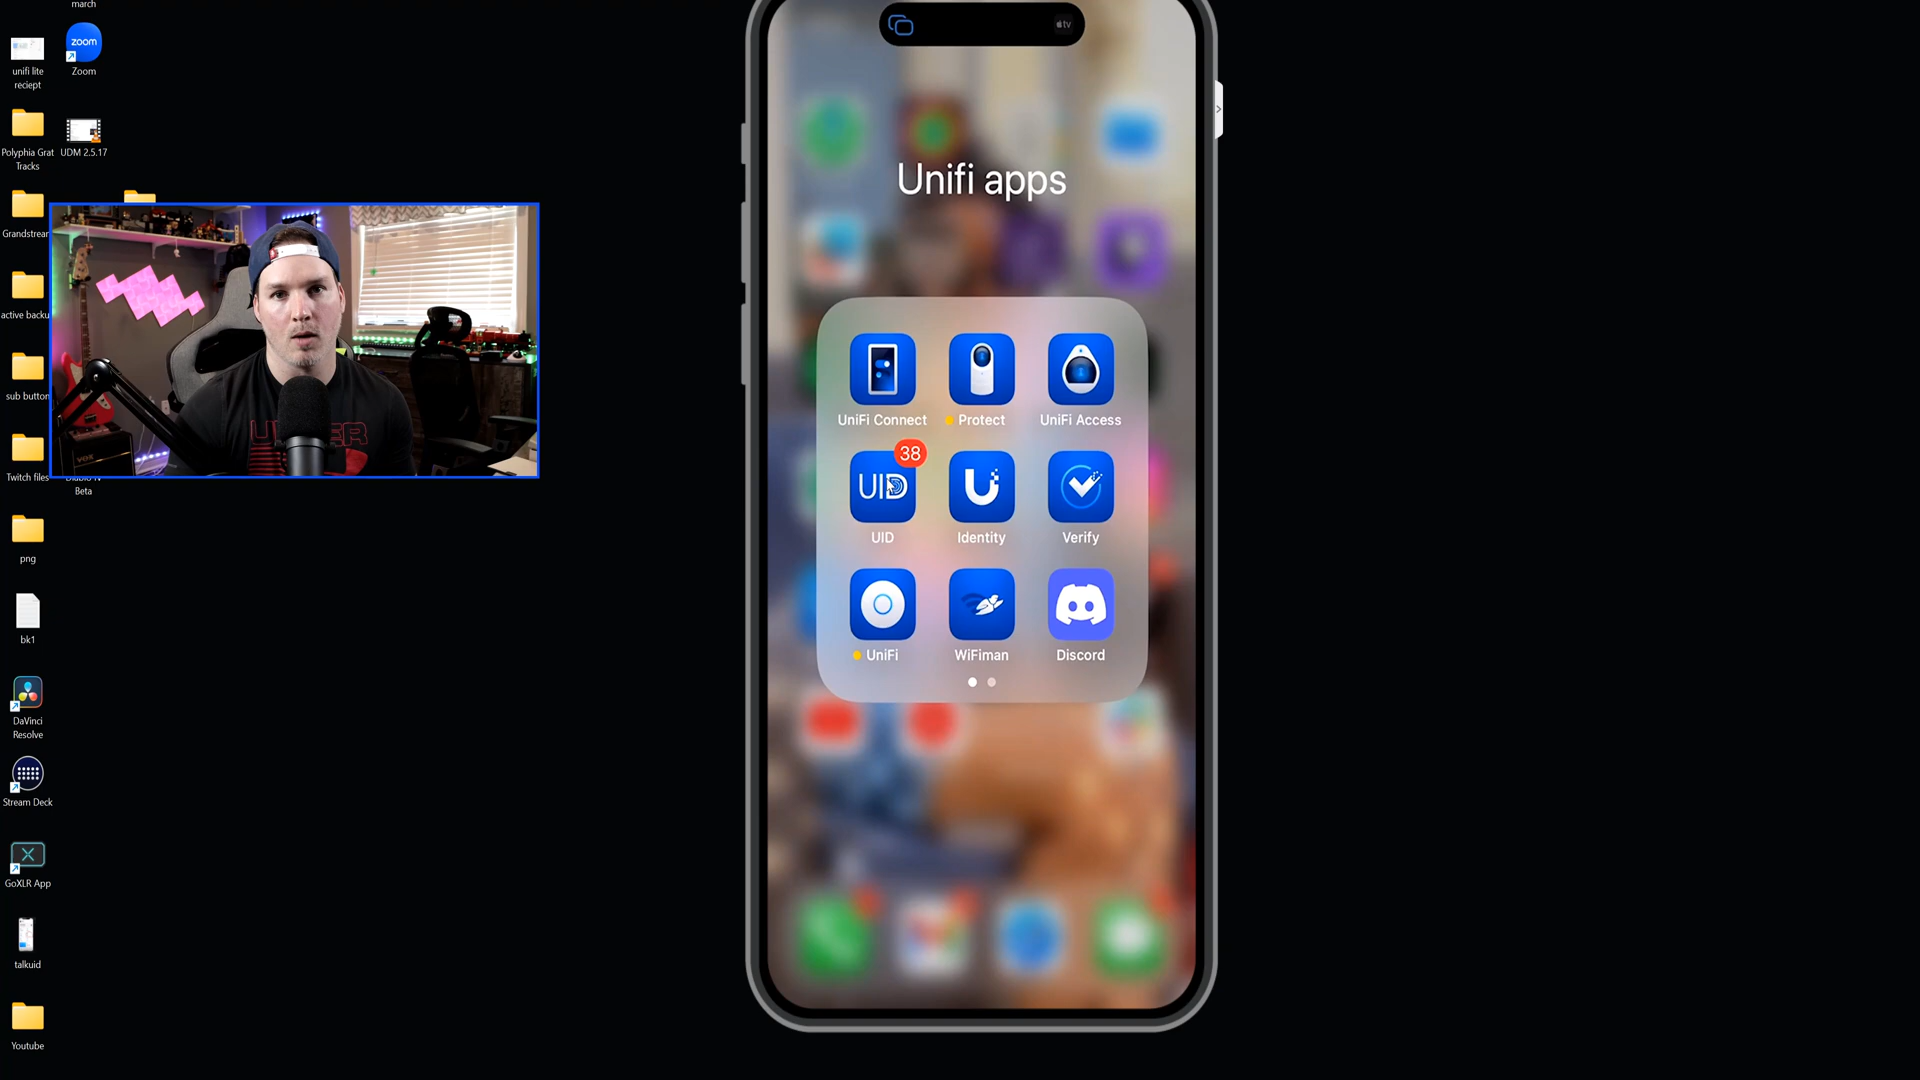 march
zoom
Zoom
unifi lite
reciept
Polyphia Grat
Tracks
UDM 2.5.17
Grandstream
active backu
sub button
Twitch files
Beta
png
bk1
DaVinci
Resolve
Stream Deck
GoXLR App
talkuid
Youtube
VOX
tv
Unifi apps
UniFi Connect
Protect
UniFi Access
38
UID
UID
Identity
Verify
UniFi
WiFiman
Discord